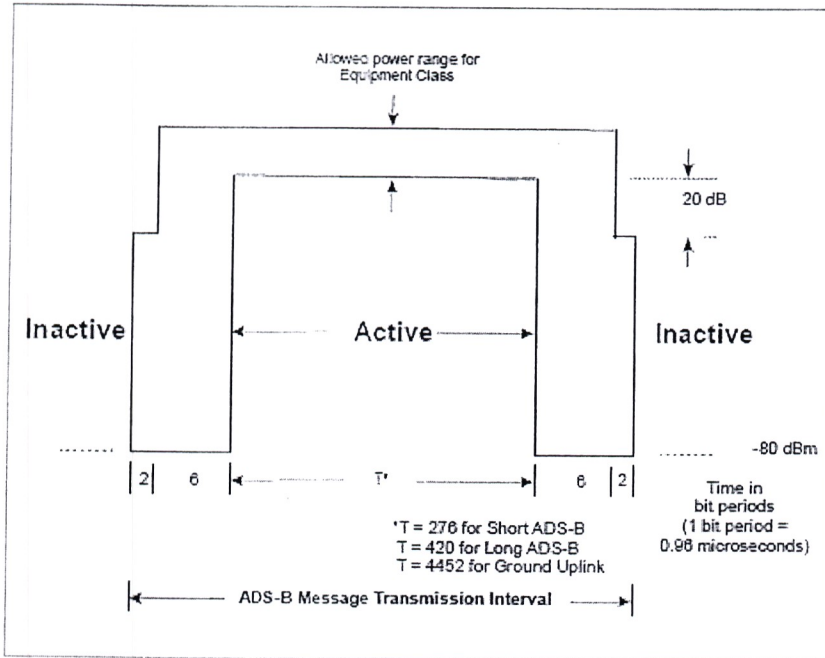 Allowed power range for
Equipment Class
20 dB
Inactive
Active
Inactive
-80 dBm
2
6
T*
6
2
Time in
bit periods
(1 bit period =
0.96 microseconds)
*T = 276 for Short ADS-B
T = 420 for Long ADS-B
T = 4452 for Ground Uplink
ADS-B Message Transmission Interval